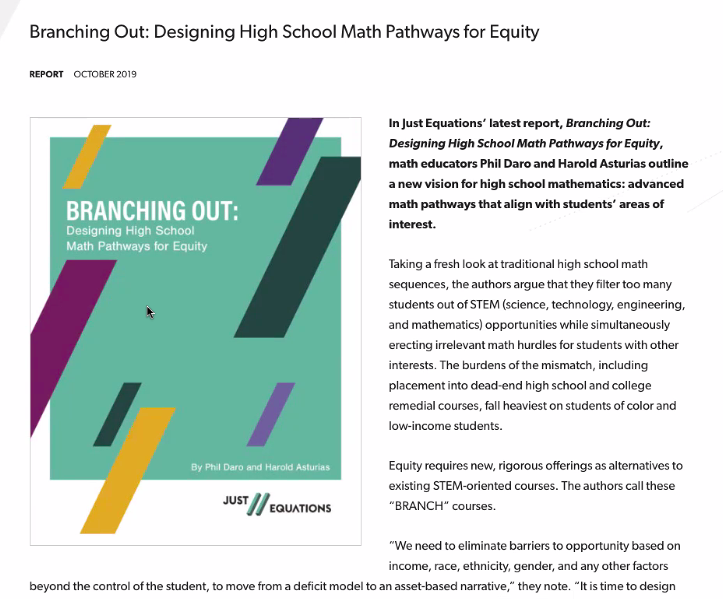 Branching Out: Designing High School Math Pathways for Equity
REPORT OCTOBER 2019
BRANCHING OUT:
Designing High School
Math Pathways for Equity
By Phil Daro and Harold Asturias
JUST EQUATIONS
In Just Equations’ latest report, Branching Out:
Designing High School Math Pathways for Equity,
math educators Phil Daro and Harold Asturias outline
a new vision for high school mathematics: advanced
math pathways that align with students’ areas of
interest.
Taking a fresh look at traditional high school math
sequences, the authors argue that they filter too many
students out of STEM (science, technology, engineering,
and mathematics) opportunities while simultaneously
erecting irrelevant math hurdles for students with other
interests. The burdens of the mismatch, including
placement into dead-end high school and college
remedial courses, fall heaviest on students of color and
low-income students.
Equity requires new, rigorous offerings as alternatives to
existing STEM-oriented courses. The authors call these
“BRANCH” courses.
“We need to eliminate barriers to opportunity based on
income, race, ethnicity, gender, and any other factors
beyond the control of the student, to move from a deficit model to an asset-based narrative,” they note. “It is time to design